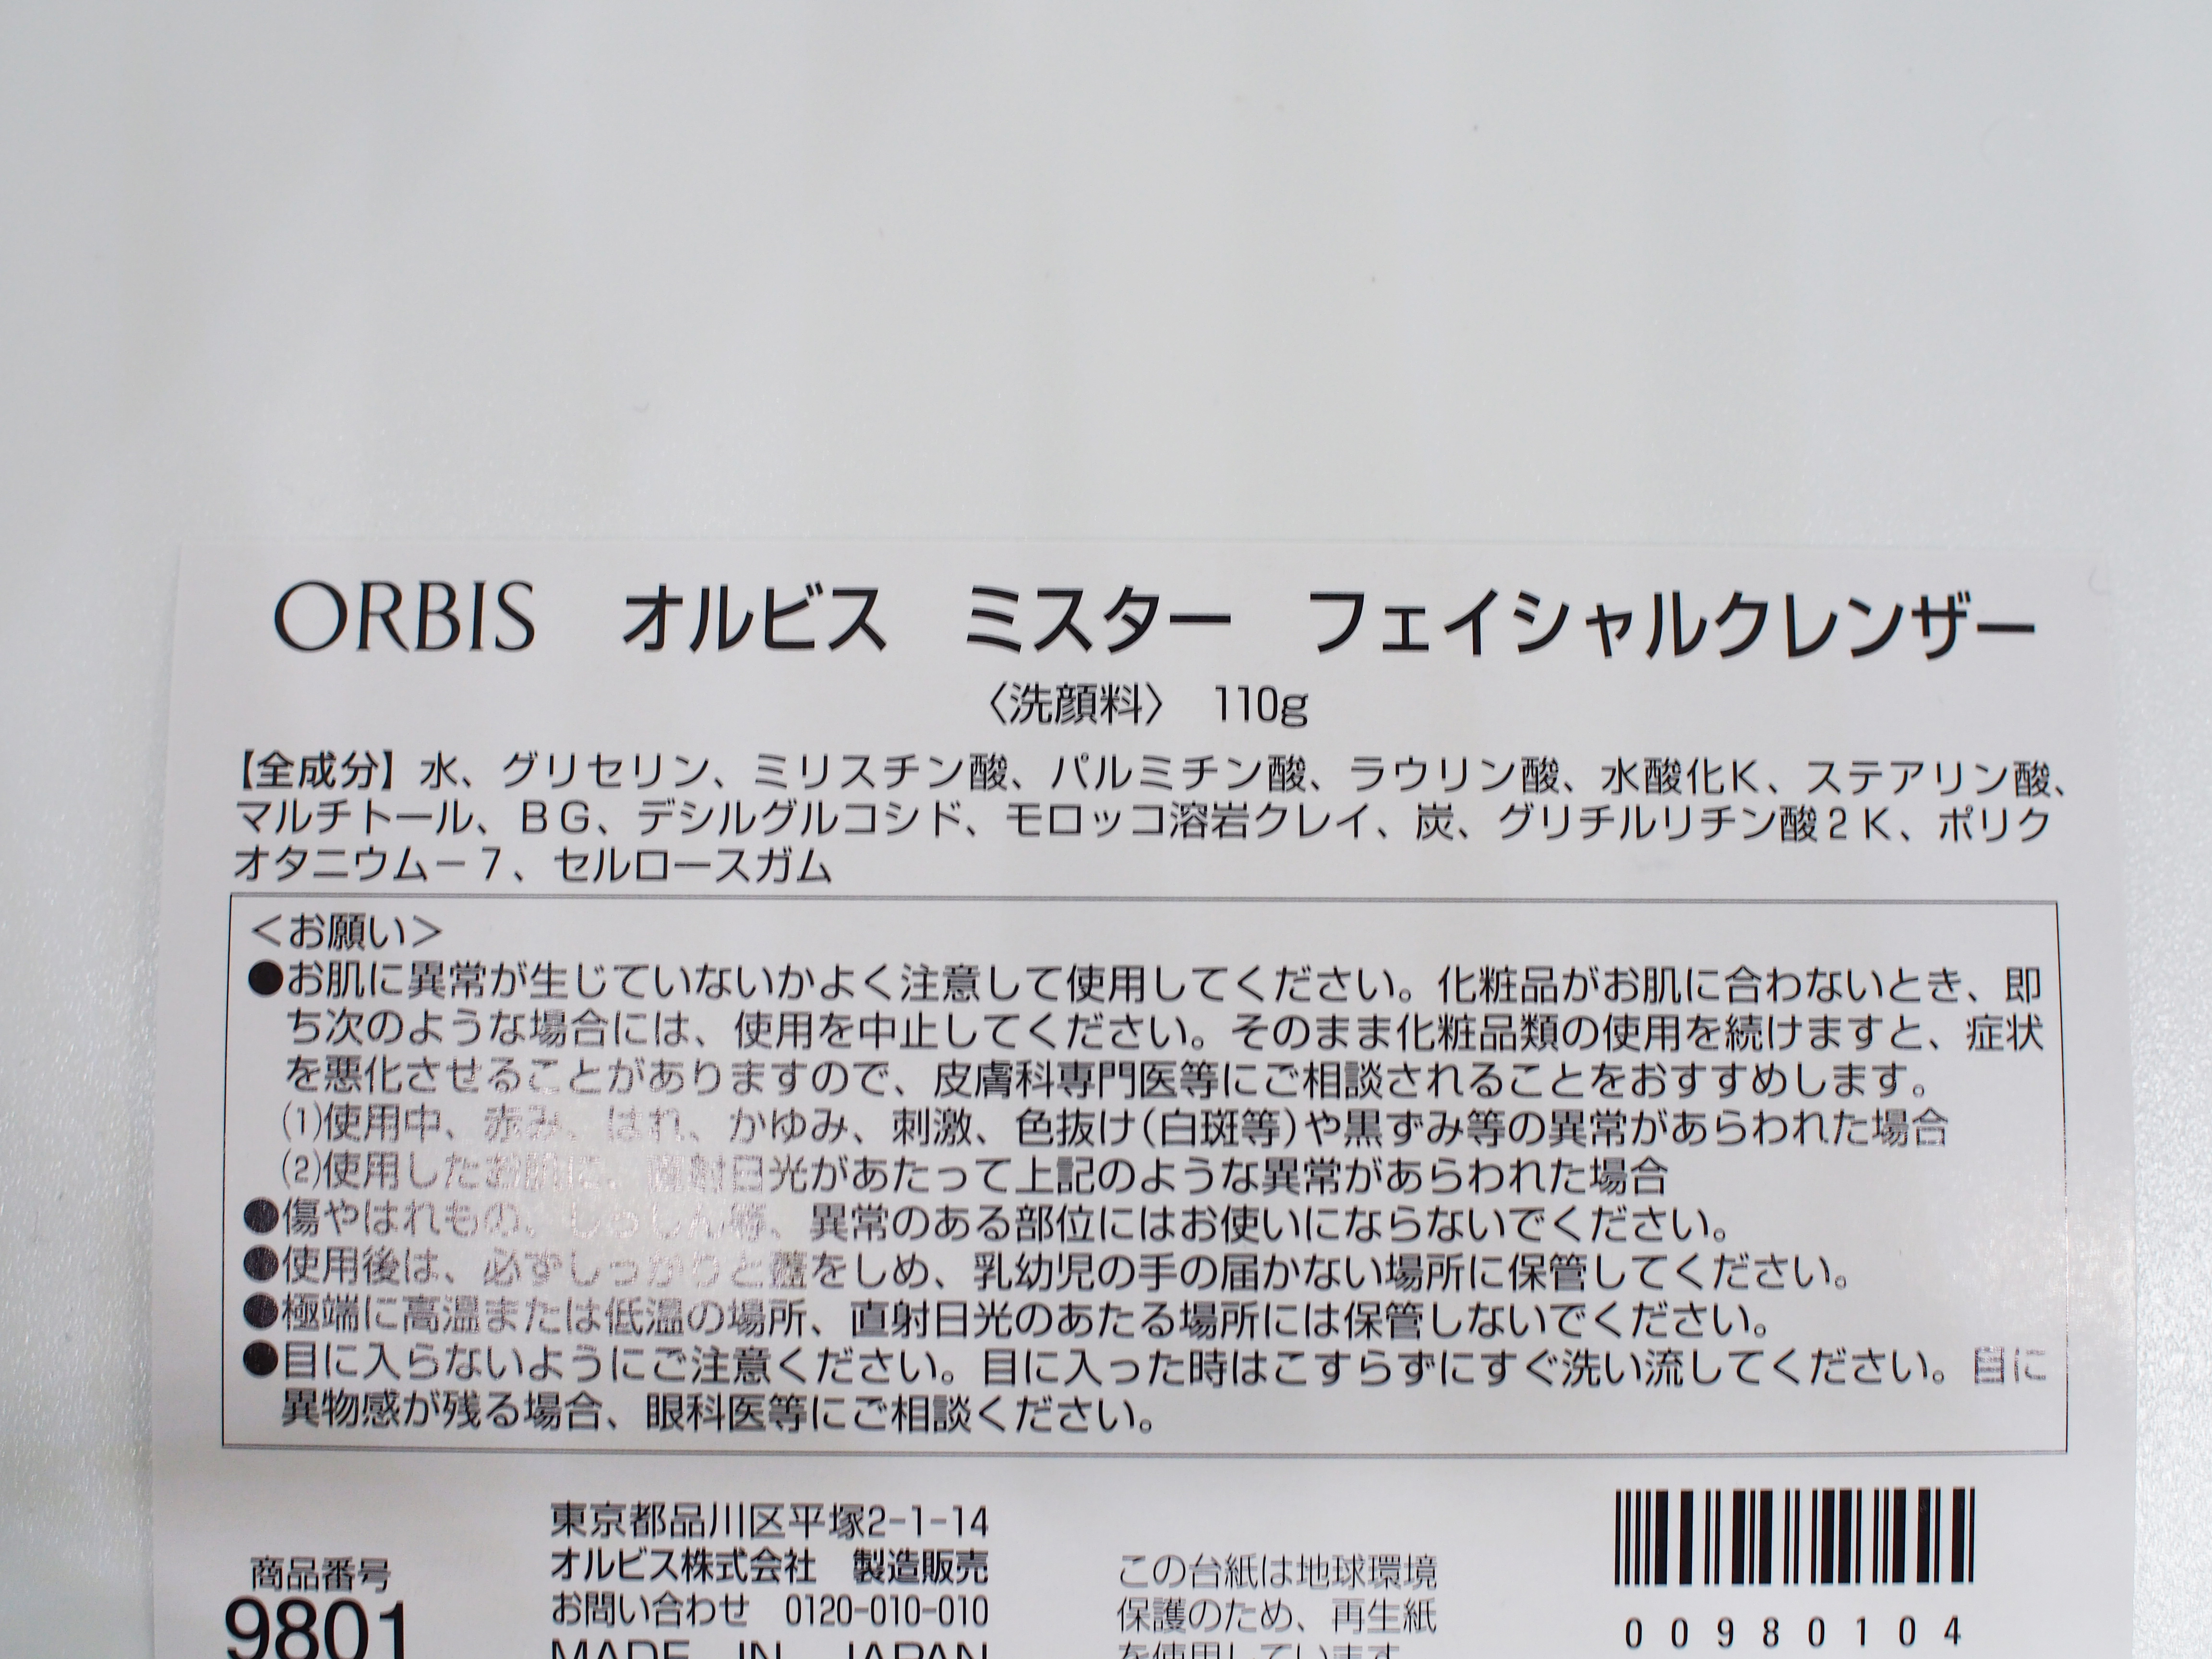 ORBIS　オルビス　ミスター　フェイシャルクレンザー
〈洗顔料〉 110g
【全成分】水、グリセリン、ミリスチン酸、パルミチン酸、ラウリン酸、水酸化K、ステアリン酸、
マルチトール、ＢＧ、デシルグルコシド、モロッコ溶岩クレイ、炭、グリチルリチン酸２Ｋ、ポリク
オタニウムー７、セルロースガム
＜お願い＞
●お肌に異常が生じていないかよく注意して使用してください。化粧品がお肌に合わないとき、即
ち次のような場合には、使用を中止してください。そのまま化粧品類の使用を続けますと、症状
を悪化させることがありますので、皮膚科専門医等にご相談されることをおすすめします。
⑴使用中、赤み、はれ、かゆみ、刺激、色抜け(白斑等)や黒ずみ等の異常があらわれた場合
⑵使用したお肌に、直射日光があたって上記のような異常があらわれた場合
●傷やはれもの、しっしん等、異常のある部位にはお使いにならないでください。
●使用後は、必ずしっかりと蓋をしめ、乳幼児の手の届かない場所に保管してください。
●極端に高温または低温の場所、直射日光のあたる場所には保管しないでください。
●目に入らないようにご注意ください。目に入った時はこすらずにすぐ洗い流してください。目に
異物感が残る場合、眼科医等にご相談ください。
商品番号
9801
東京都品川区平塚2-1-14
オルビス株式会社　製造販売
お問い合わせ　0120-010-010
MADE IN JAPAN
この台紙は地球環境
保護のため、再生紙
を使用しています
00980104